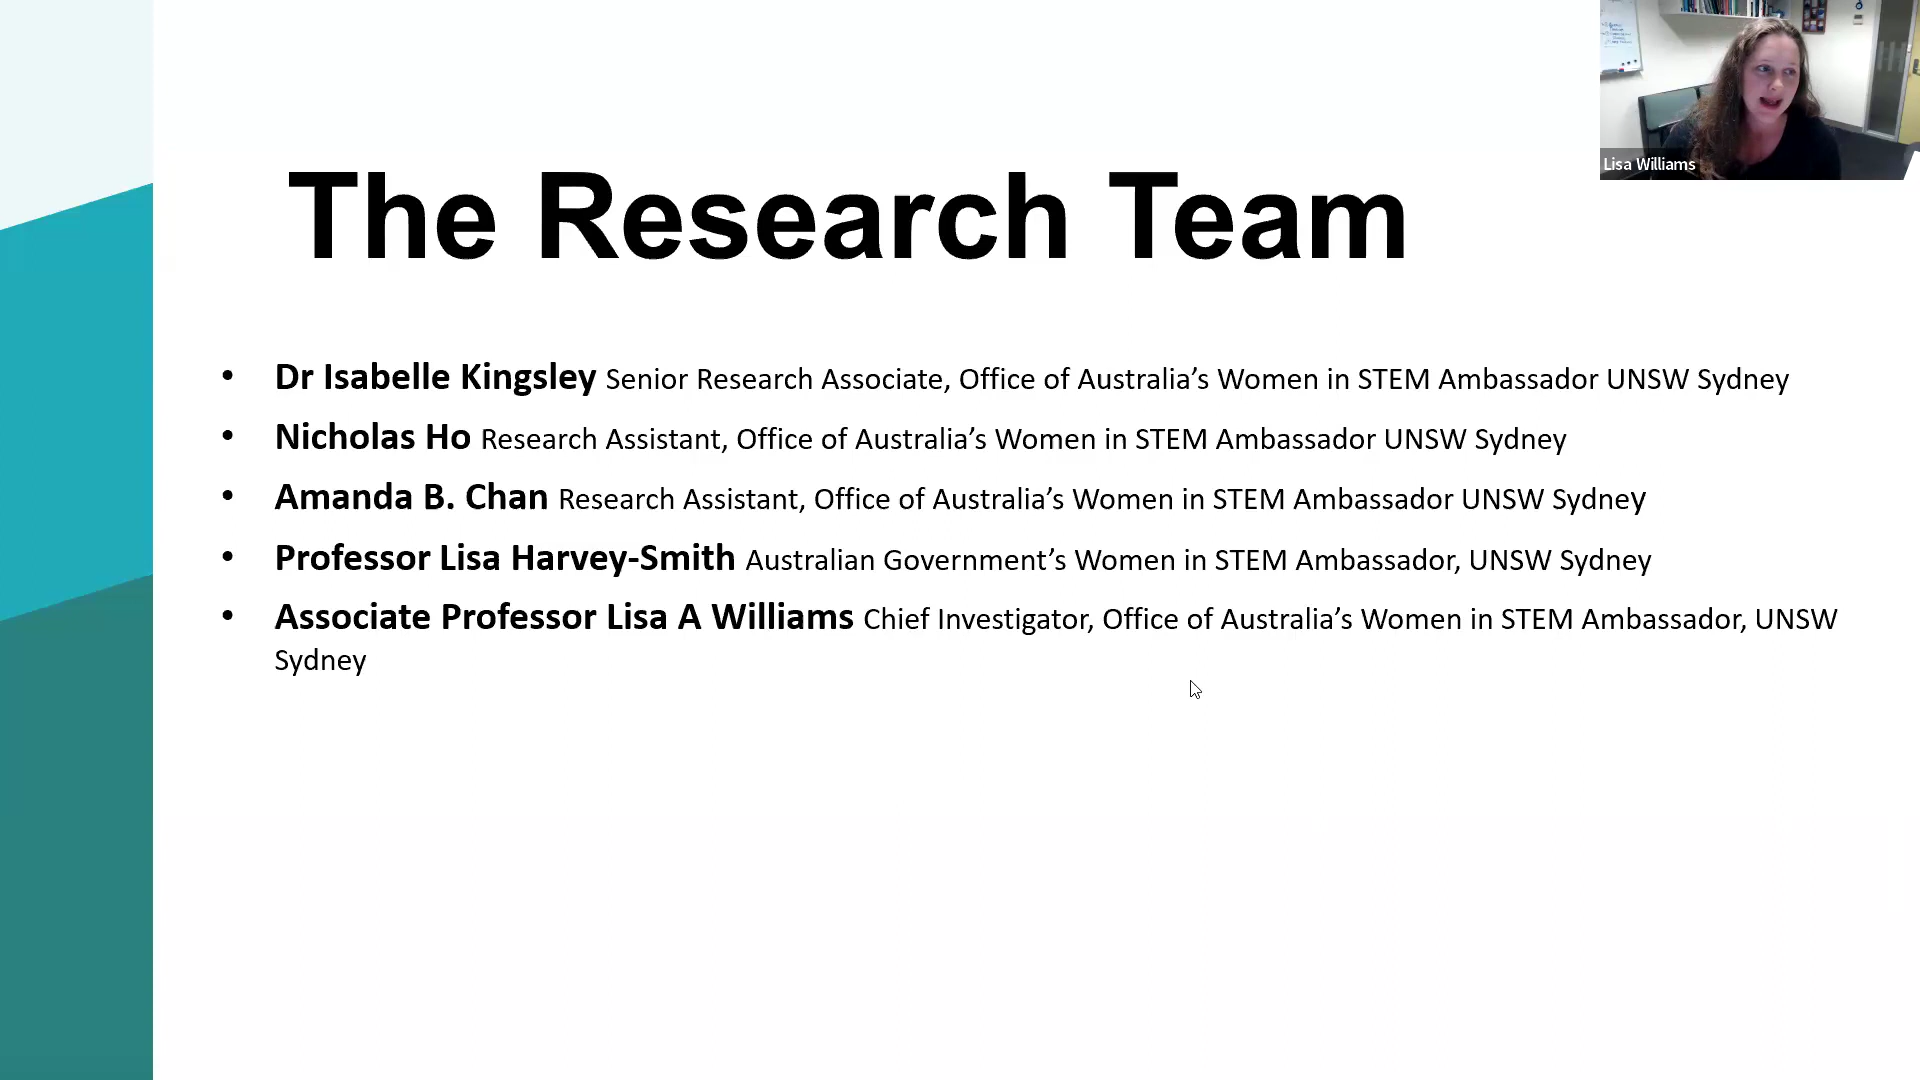 Lisa Williams
The Research Team
• Dr Isabelle Kingsley Senior Research Associate, Office of Australia’s Women in STEM Ambassador UNSW Sydney
• Nicholas Ho Research Assistant, Office of Australia’s Women in STEM Ambassador UNSW Sydney
• Amanda B. Chan Research Assistant, Office of Australia’s Women in STEM Ambassador UNSW Sydney
• Professor Lisa Harvey-Smith Australian Government’s Women in STEM Ambassador, UNSW Sydney
• Associate Professor Lisa A Williams Chief Investigator, Office of Australia’s Women in STEM Ambassador, UNSW
Sydney